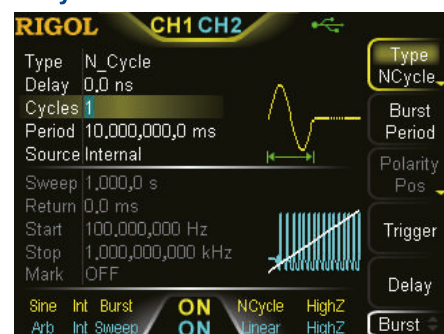 RIGOL CH1 CH2
Type N_Cycle
Delay 0.0 ns
Cycles 1
Period 10.000,000,0 ms
Source Internal
Sweep 1.000,0 s
Return 0.0 ms
Start 100.000,000 Hz
Stop 1.000,000,000 kHz
Mark OFF
Type
NCycle
Burst
Period
Polarity
Pos
Trigger
Delay
Burst
Sine Int Burst ON NCycle HighZ
Arb Int Sweep ON Linear HighZ